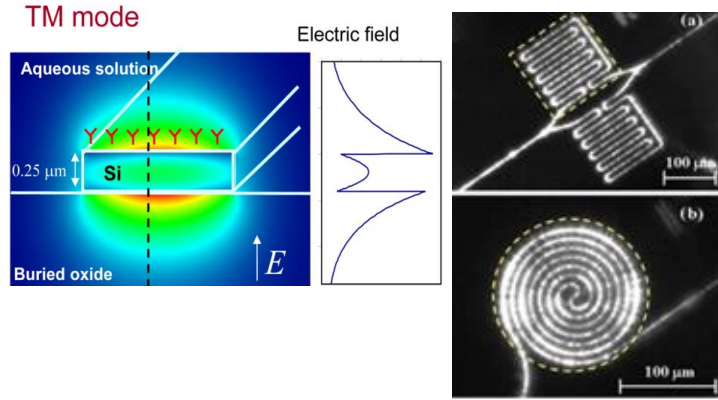 TM mode
Electric field
Aqueous solution
Y Y Y Y Y Y Y
0.25 μm
Si
E
Buried oxide
(a)
100 μm
(b)
100 μm